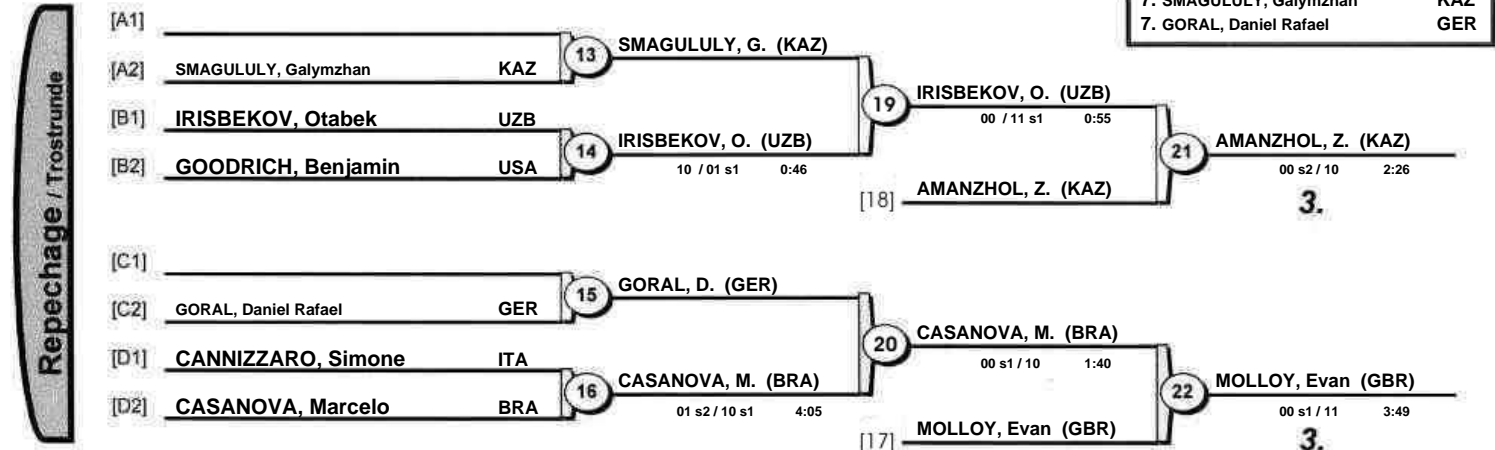 7. SMAGULULY, Galymzhan KAZ
7. GORAL, Daniel Rafael GER
Repechage / Trostrunde
[A1]
[A2] SMAGULULY, Galymzhan KAZ
13 SMAGULULY, G. (KAZ)
[B1] IRISBEKOV, Otabek UZB
[B2] GOODRICH, Benjamin USA
14 IRISBEKOV, O. (UZB)
10 / 01 s1 0:46
19 IRISBEKOV, O. (UZB)
00 / 11 s1 0:55
[18] AMANZHOL, Z. (KAZ)
21 AMANZHOL, Z. (KAZ)
00 s2 / 10 2:26
3.
[C1]
[C2] GORAL, Daniel Rafael GER
15 GORAL, D. (GER)
[D1] CANNIZZARO, Simone ITA
[D2] CASANOVA, Marcelo BRA
16 CASANOVA, M. (BRA)
01 s2 / 10 s1 4:05
20 CASANOVA, M. (BRA)
00 s1 / 10 1:40
[17] MOLLOY, Evan (GBR)
22 MOLLOY, Evan (GBR)
00 s1 / 11 3:49
3.